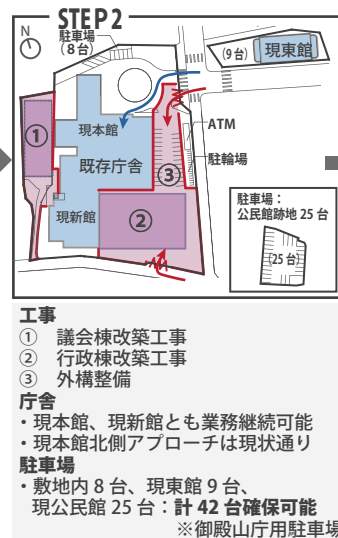 STEP2
N
駐車場
(8台)
(9台)
現東館
①
現本館
ATM
既存庁舎
駐輪場
③
現新館
②
駐車場：
公民館跡地 25 台
(25 台)
工事
① 議会棟改築工事
② 行政棟改築工事
③ 外構整備
庁舎
・現本館、現新館とも業務継続可能
・現本館北側アプローチは現状通り
駐車場
・敷地内 8 台、現東館 9 台、
現公民館 25 台：計 42 台確保可能
※御殿山庁用駐車場